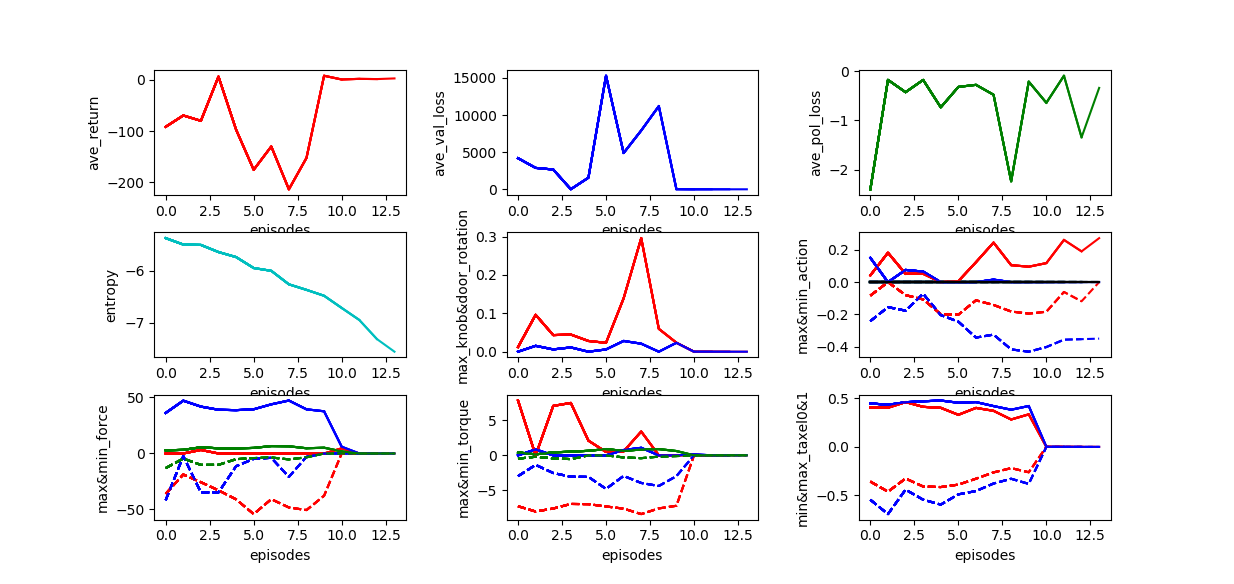 ave_return
0
−100
−200
0.0 2.5 5.0 7.5 10.0 12.5
episodes
ave_val_loss
15000
10000
5000
0
0.0 2.5 5.0 7.5 10.0 12.5
episodes
ave_pol_loss
0
−1
−2
0.0 2.5 5.0 7.5 10.0 12.5
episodes
entropy
−6
−7
0.0 2.5 5.0 7.5 10.0 12.5
episodes
max_knob&door_rotation
0.3
0.2
0.1
0.0
0.0 2.5 5.0 7.5 10.0 12.5
episodes
max&min_action
0.2
0.0
−0.2
−0.4
0.0 2.5 5.0 7.5 10.0 12.5
episodes
max&min_force
50
0
−50
0.0 2.5 5.0 7.5 10.0 12.5
episodes
max&min_torque
5
0
−5
0.0 2.5 5.0 7.5 10.0 12.5
episodes
min&max_taxel0&1
0.5
0.0
−0.5
0.0 2.5 5.0 7.5 10.0 12.5
episodes